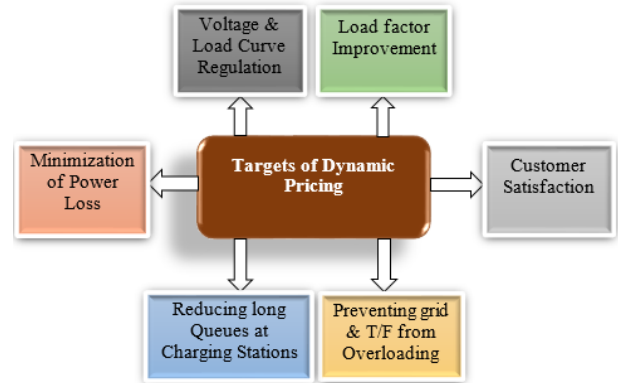 Voltage &
Load Curve
Regulation
Load factor
Improvement
Minimization
of Power
Loss
Targets of Dynamic
Pricing
Customer
Satisfaction
Reducing long
Queues at
Charging Stations
Preventing grid
& T/F from
Overloading